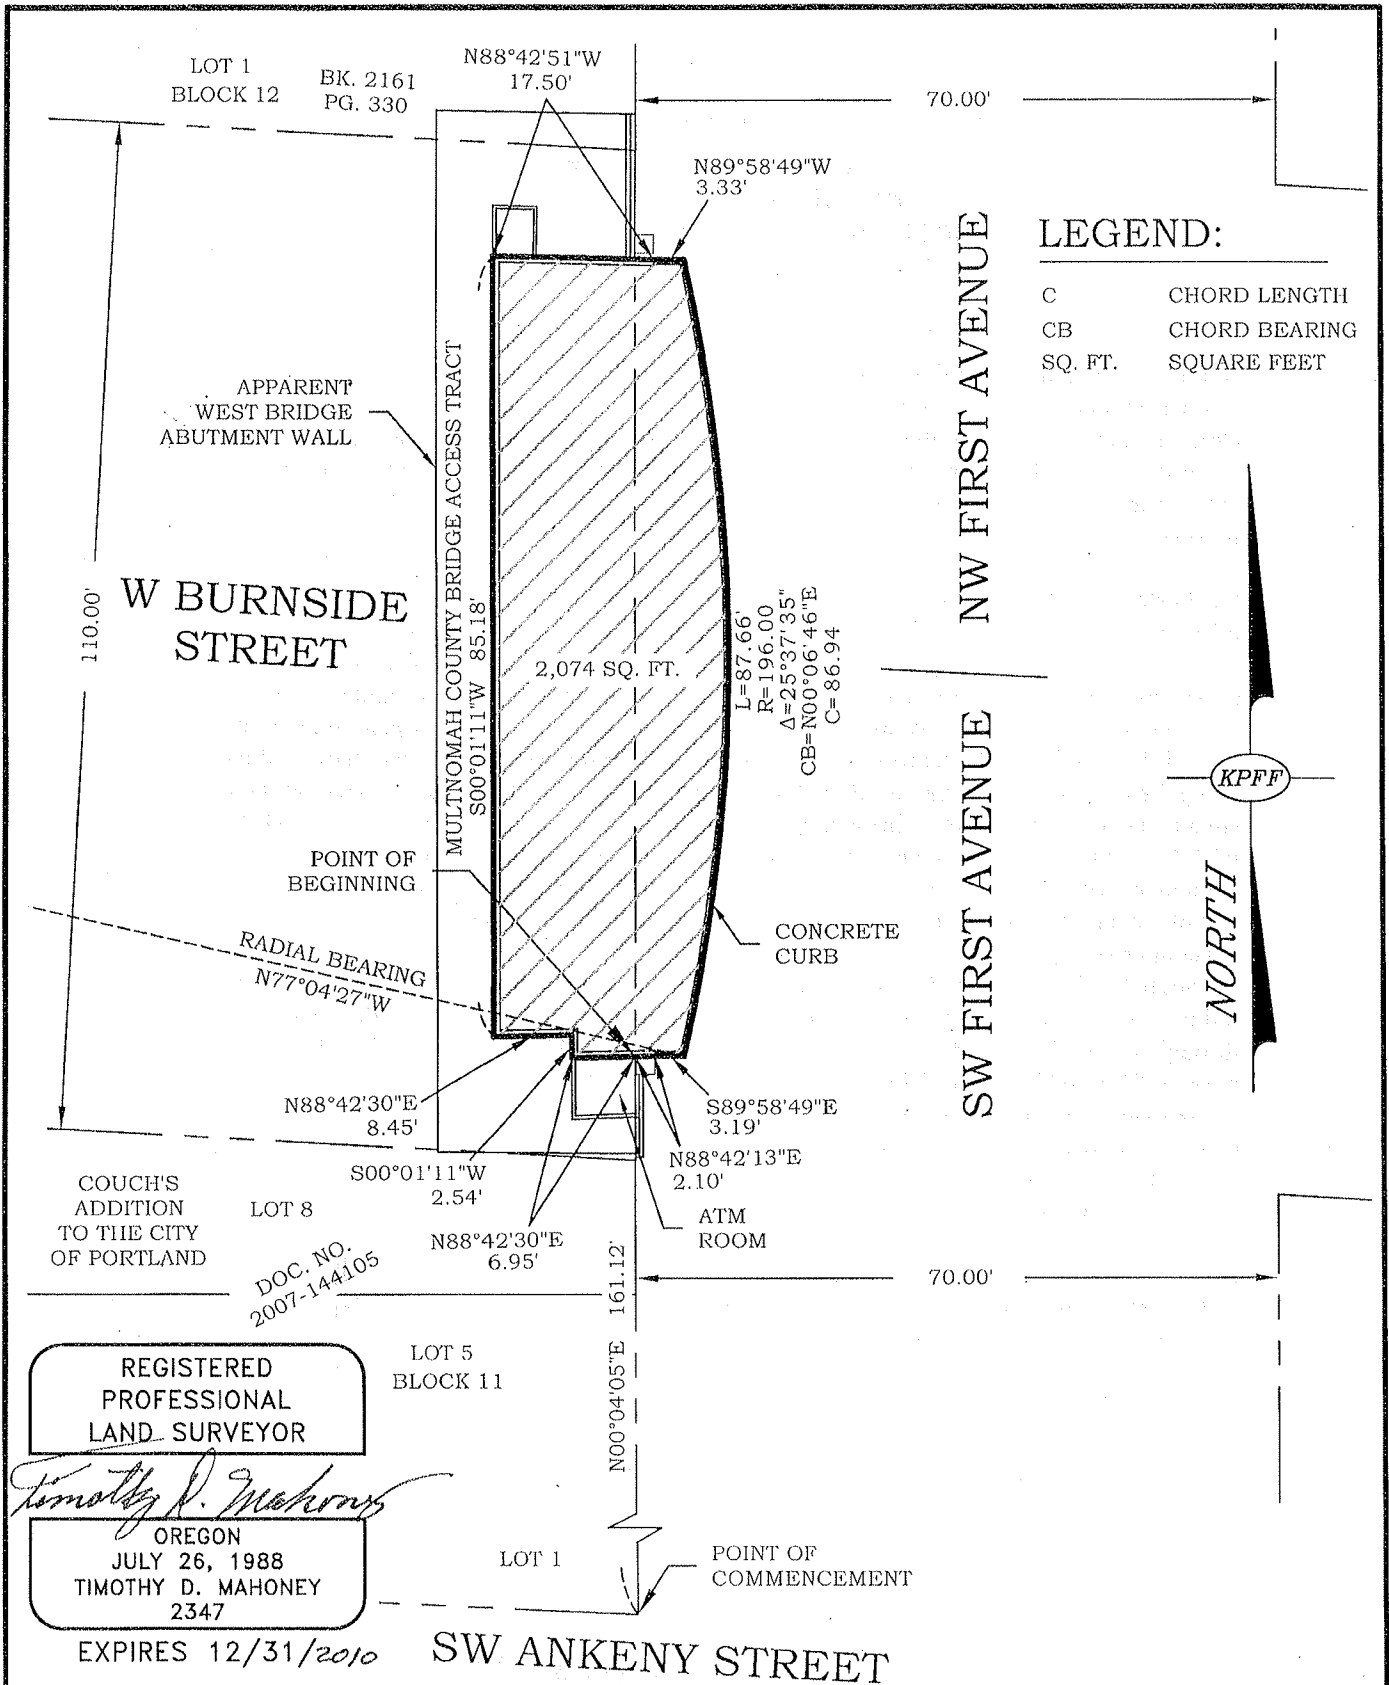 LOT 1
BLOCK 12
BK. 2161
PG. 330
N88°42'51"W
17.50'
70.00'
N89°58'49"W
3.33'
LEGEND:
C CHORD LENGTH
CB CHORD BEARING
SQ. FT. SQUARE FEET
NW FIRST AVENUE
APPARENT
WEST BRIDGE
ABUTMENT WALL
MULTNOMAH COUNTY BRIDGE ACCESS TRACT
S00°01'11"W 85.18'
110.00'
W BURNSIDE
STREET
2,074 SQ. FT.
L=87.66'
R=196.00
Δ=25°37'35"
CB=N00°06'46"E
C= 86.94
SW FIRST AVENUE
KPFF
NORTH
POINT OF
BEGINNING
CONCRETE
CURB
RADIAL BEARING
N77°04'27"W
N88°42'30"E
8.45'
S00°01'11"W
2.54'
N88°42'30"E
6.95'
S89°58'49"E
3.19'
N88°42'13"E
2.10'
ATM
ROOM
COUCH'S
ADDITION
TO THE CITY
OF PORTLAND
LOT 8
DOC. NO.
2007-144105
70.00'
N00°04'05"E 161.12'
LOT 5
BLOCK 11
REGISTERED
PROFESSIONAL
LAND SURVEYOR
Timothy D. Mahoney
OREGON
JULY 26, 1988
TIMOTHY D. MAHONEY
2347
EXPIRES 12/31/2010
LOT 1
POINT OF
COMMENCEMENT
SW ANKENY STREET